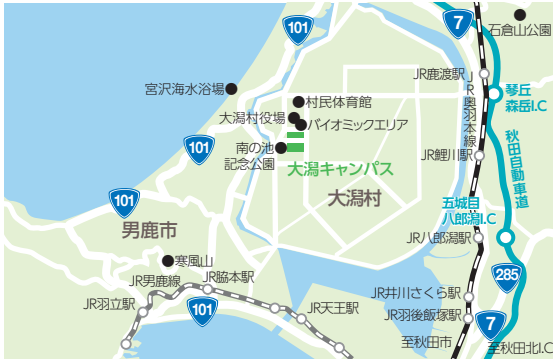 101
7
石倉山公園
JR鹿渡駅
JR奥羽本線
琴丘
森岳I.C
宮沢海水浴場
村民体育館
大潟村役場
バイオミックエリア
秋田自動車道
101
南の池
記念公園
JR鯉川駅
大潟キャンパス
大潟村
101
五城目
八郎潟I.C
男鹿市
JR八郎潟駅
寒風山
285
JR男鹿線
JR脇本駅
JR井川さくら駅
JR羽立駅
101
JR天王駅
JR羽後飯塚駅
7
至秋田市
至秋田北I.C